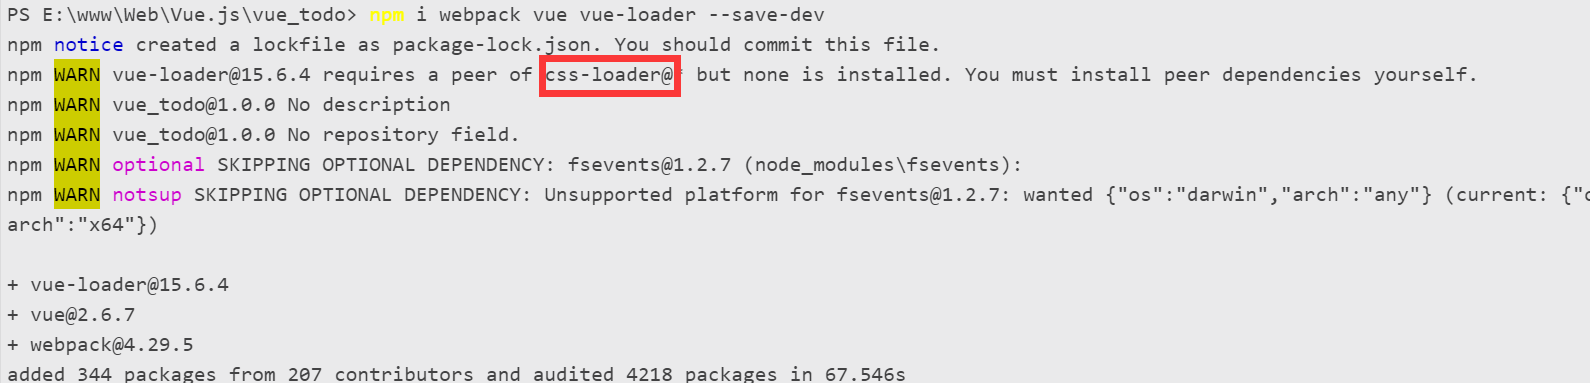 PS E:\www\Web\Vue.js\vue_todo> npm i webpack vue vue-loader --save-dev
npm notice created a lockfile as package-lock.json. You should commit this file.
npm WARN vue-loader@15.6.4 requires a peer of css-loader@* but none is installed. You must install peer dependencies yourself.
npm WARN vue_todo@1.0.0 No description
npm WARN vue_todo@1.0.0 No repository field.
npm WARN optional SKIPPING OPTIONAL DEPENDENCY: fsevents@1.2.7 (node_modules\fsevents):
npm WARN notsup SKIPPING OPTIONAL DEPENDENCY: Unsupported platform for fsevents@1.2.7: wanted {"os":"darwin","arch":"any"} (current: {"
arch":"x64"})
+ vue-loader@15.6.4
+ vue@2.6.7
+ webpack@4.29.5
added 344 packages from 207 contributors and audited 4218 packages in 67.546s